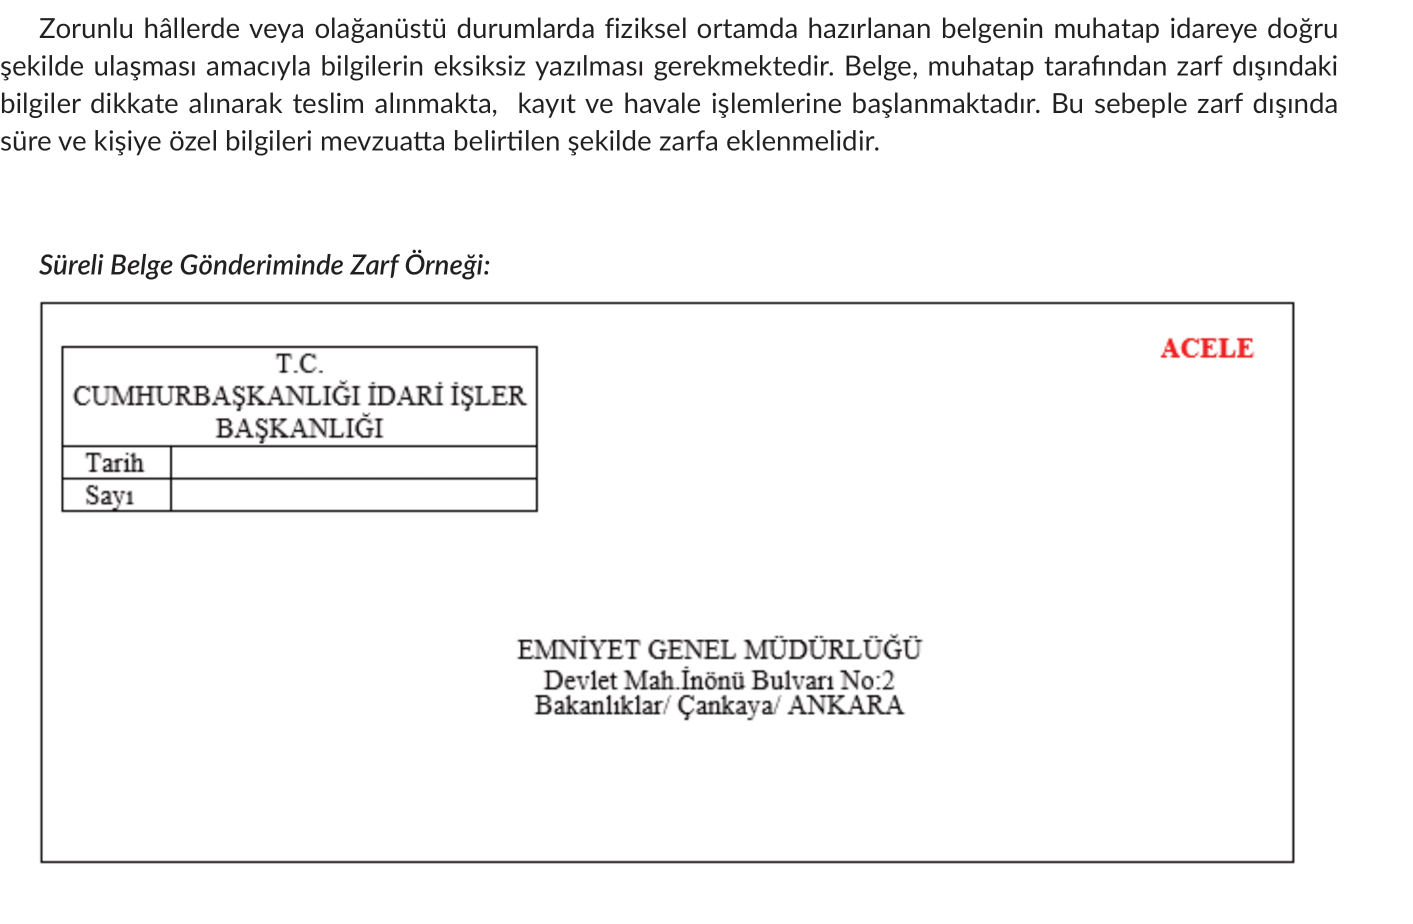 Zorunlu hâllerde veya olağanüstü durumlarda fiziksel ortamda hazırlanan belgenin muhatap idareye doğru
şekilde ulaşması amacıyla bilgilerin eksiksiz yazılması gerekmektedir. Belge, muhatap tarafından zarf dışındaki
bilgiler dikkate alınarak teslim alınmakta,  kayıt ve havale işlemlerine başlanmaktadır. Bu sebeple zarf dışında
süre ve kişiye özel bilgileri mevzuatta belirtilen şekilde zarfa eklenmelidir.
Süreli Belge Gönderiminde Zarf Örneği:
ACELE
T.C.
CUMHURBAŞKANLIĞI İDARİ İŞLER
BAŞKANLIĞI
Tarih
Sayı
EMNİYET GENEL MÜDÜRLÜĞÜ
Devlet Mah.İnönü Bulvarı No:2
Bakanlıklar/ Çankaya/ ANKARA